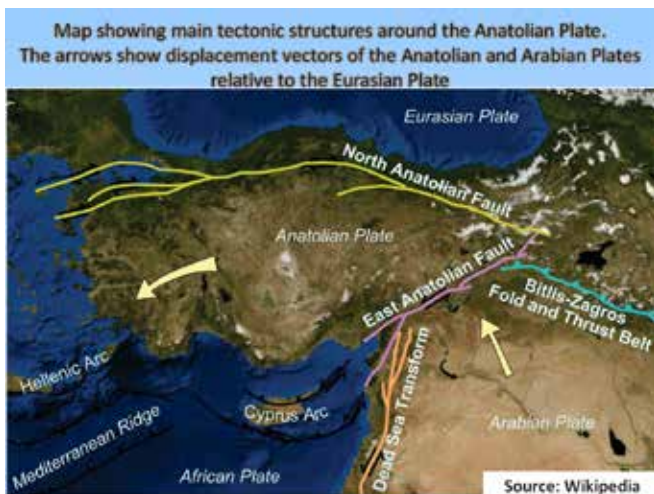 Map showing main tectonic structures around the Anatolian Plate.
The arrows show displacement vectors of the Anatolian and Arabian Plates
relative to the Eurasian Plate
Eurasian Plate
North Anatolian Fault
Anatolian Plate
East Anatolian Fault
Bitlis-Zagros
Fold and Thrust Belt
Hellenic Arc
Cyprus Arc
Dead Sea Transform
Arabian Plate
Mediterranean Ridge
African Plate
Source: Wikipedia